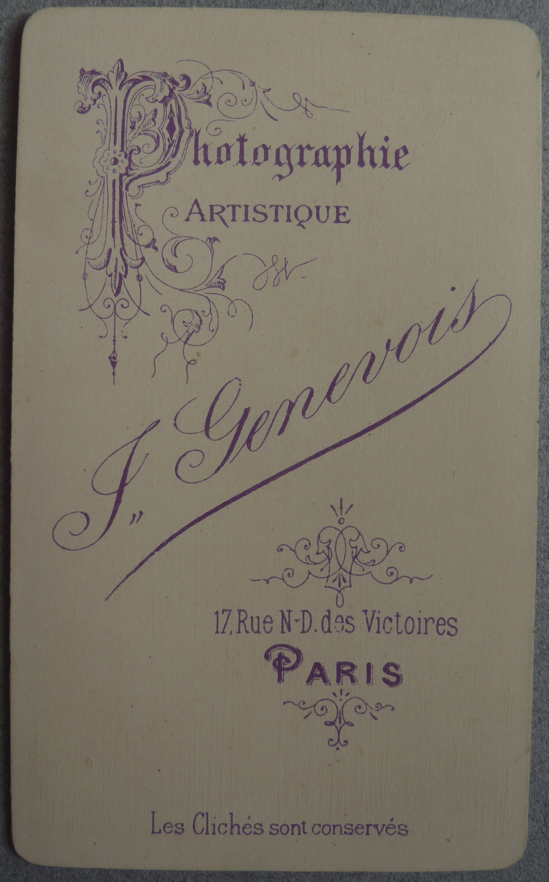 Photographie
ARTISTIQUE
J,, Genevois
17, Rue N-D. des Victoires
PARIS
Les Clichés sont conservés